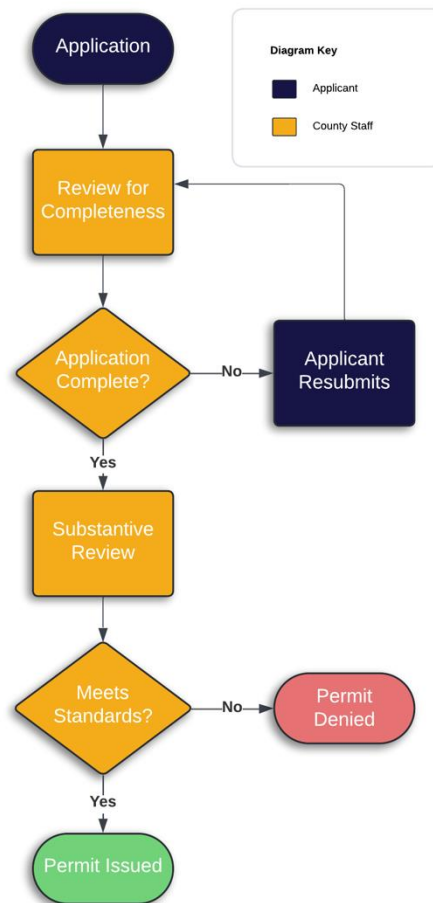 Application
Diagram Key
Applicant
County Staff
Review for
Completeness
Application
Complete?
No
Applicant
Resubmits
Yes
Substantive
Review
Meets
Standards?
No
Permit
Denied
Yes
Permit Issued